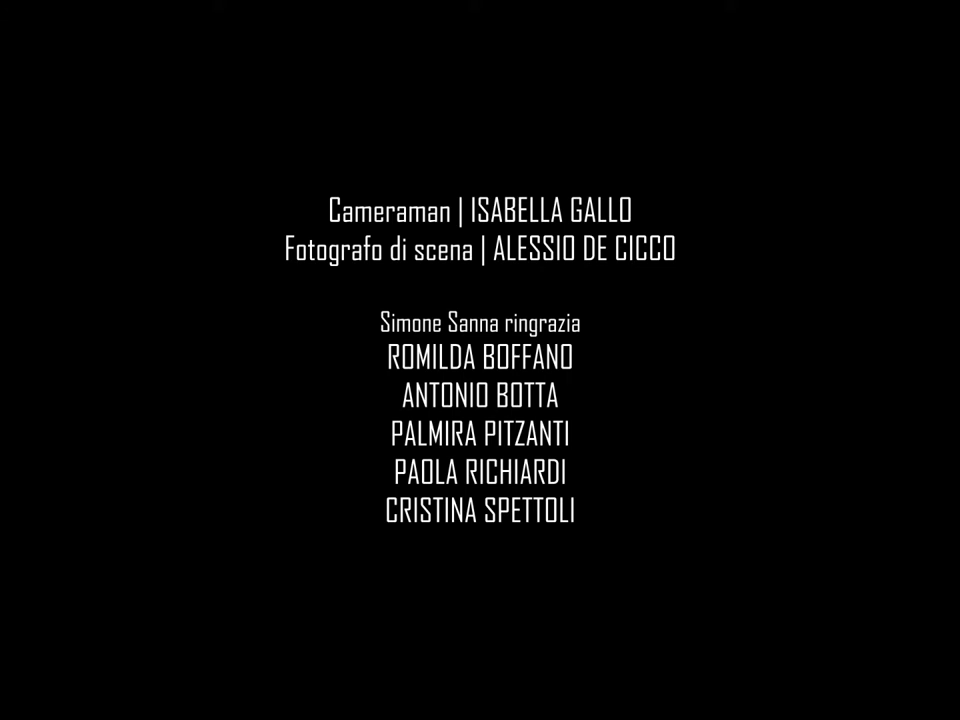 Cameraman | ISABELLA GALLO
Fotografo di scena | ALESSIO DE CICCO
Simone Sanna ringrazia
ROMILDA BOFFANO
ANTONIO BOTTA
PALMIRA PITZANTI
PAOLA RICHIARDI
CRISTINA SPETTOLI